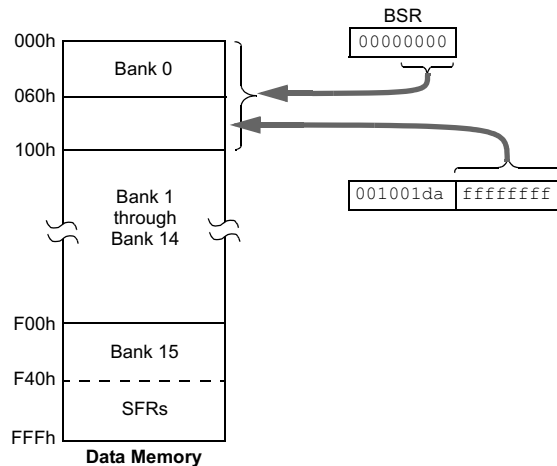 BSR
000h
00000000
Bank 0
060h
100h
001001da ffffffff
Bank 1
through
Bank 14
F00h
Bank 15
F40h
SFRs
FFFh
Data Memory